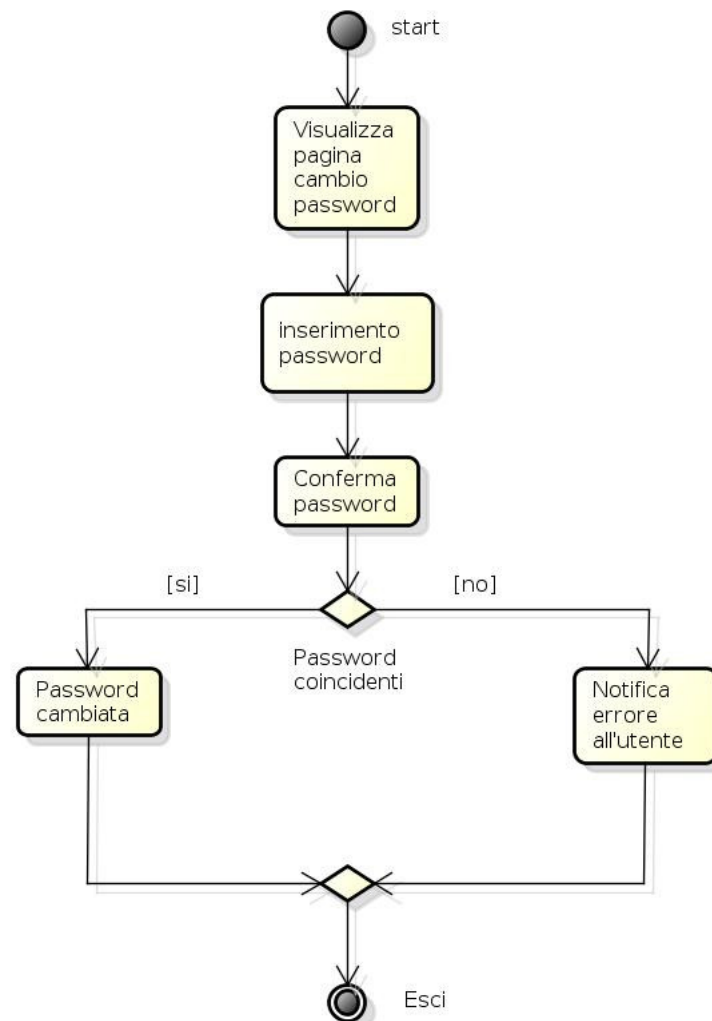 start
Visualizza
pagina
cambio
password
inserimento
password
Conferma
password
[si]
[no]
Password
coincidenti
Password
cambiata
Notifica
errore
all'utente
Esci